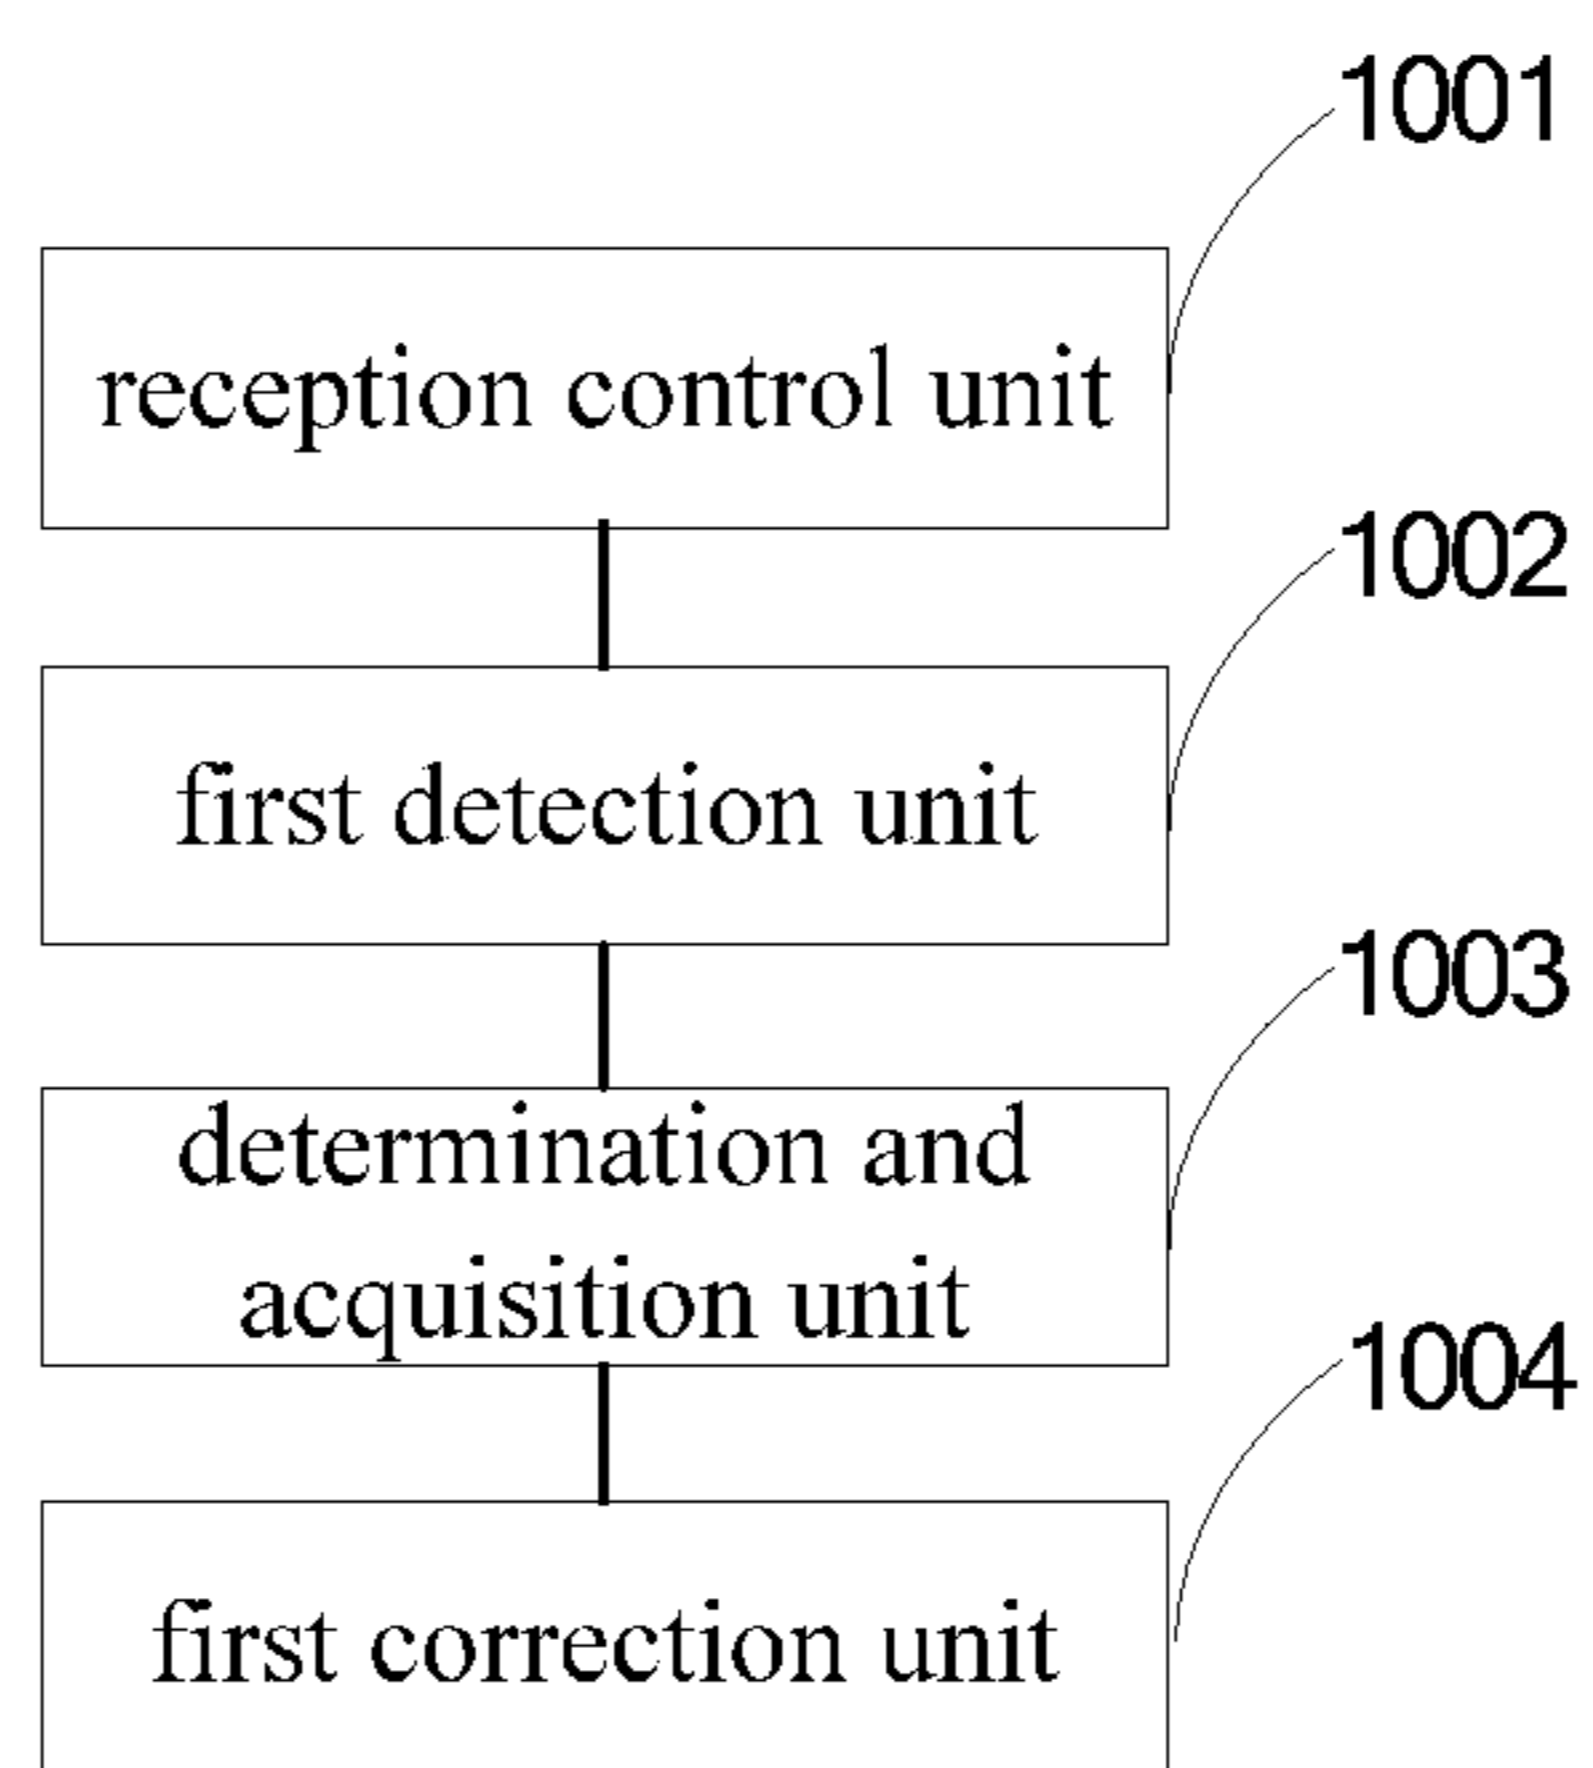 1001
reception control unit
1002
first detection unit
1003
determination and
acquisition unit
1004
first correction unit